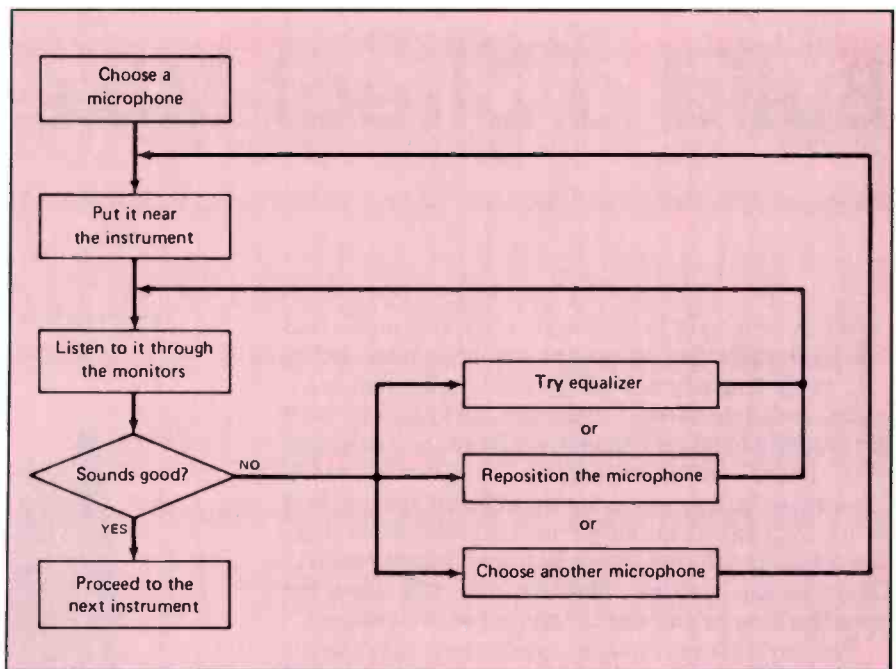 Choose a
microphone
Put it near
the instrument
Listen to it through
the monitors
Sounds good?
NO
YES
Proceed to the
next instrument
Try equalizer
or
Reposition the microphone
or
Choose another microphone